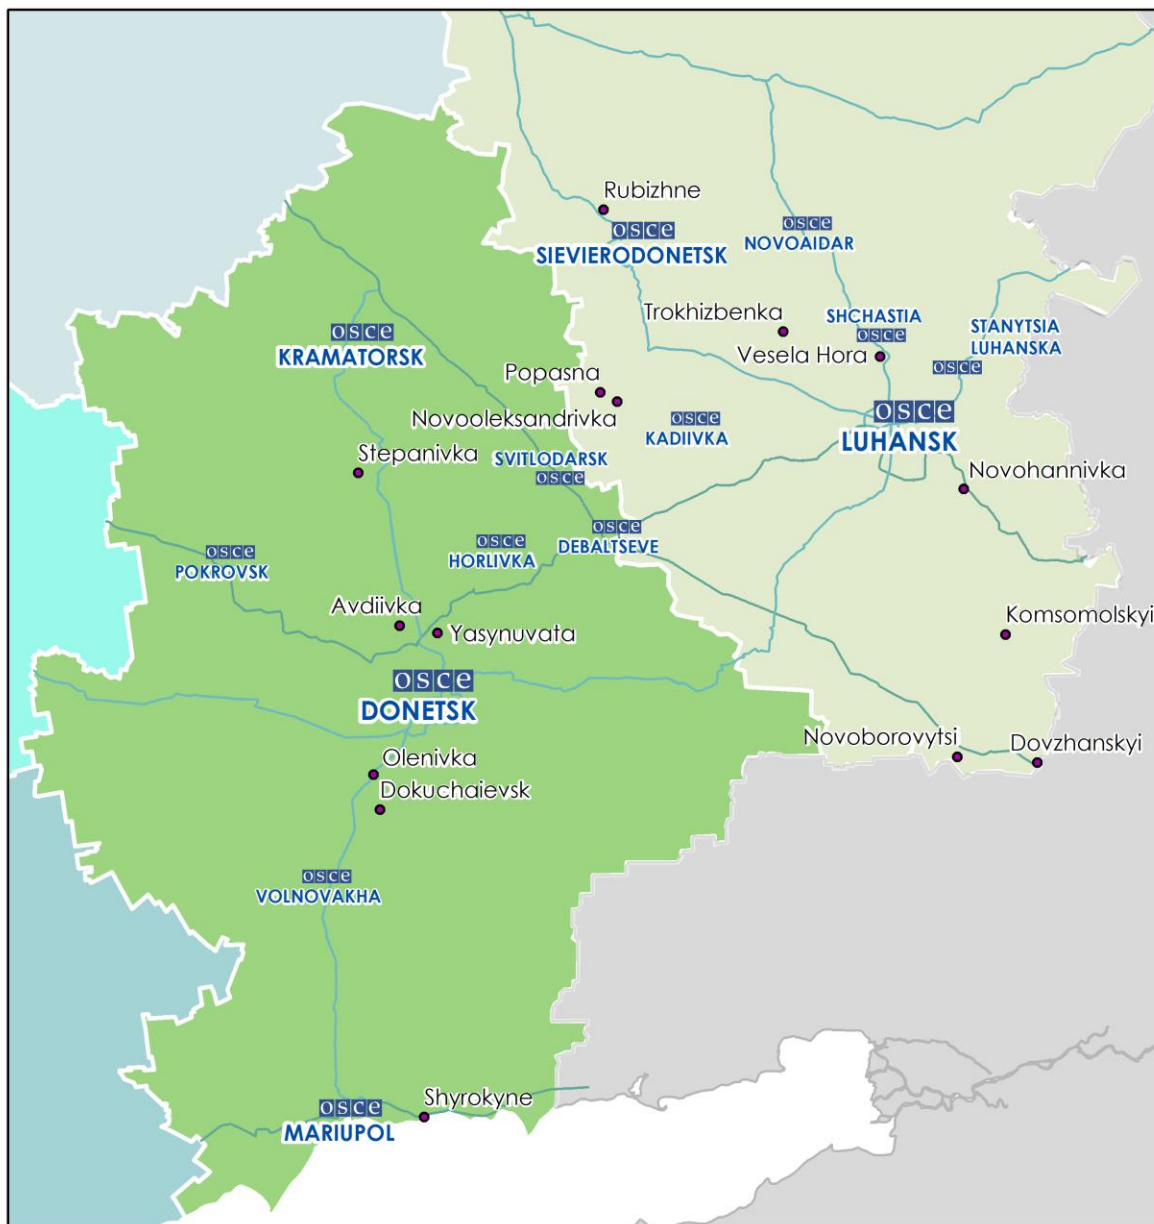 Rubizhne
osce
SIEVIERODONETSK
osce
NOVOAIDAR
Trokhizbenka
SHCHASTIA
osce
Vesela Hora
STANYTSIA
LUHANSKA
osce
osce
KRAMATORSK
Popasna
Novooleksandrivka
osce
KADIIVKA
osce
LUHANSK
Stepanivka
SVITLODARSK
osce
Novohannivka
osce
POKROVSK
osce
HORLIVKA
osce
DEBALTSEVE
Avdiivka
Yasynuvata
Komsomolskyi
osce
DONETSK
Olenivka
Dokuchaievsk
Novoborovytsi
Dovzhanskyi
osce
VOLNOVAKHA
Shyrokyne
osce
MARIUPOL